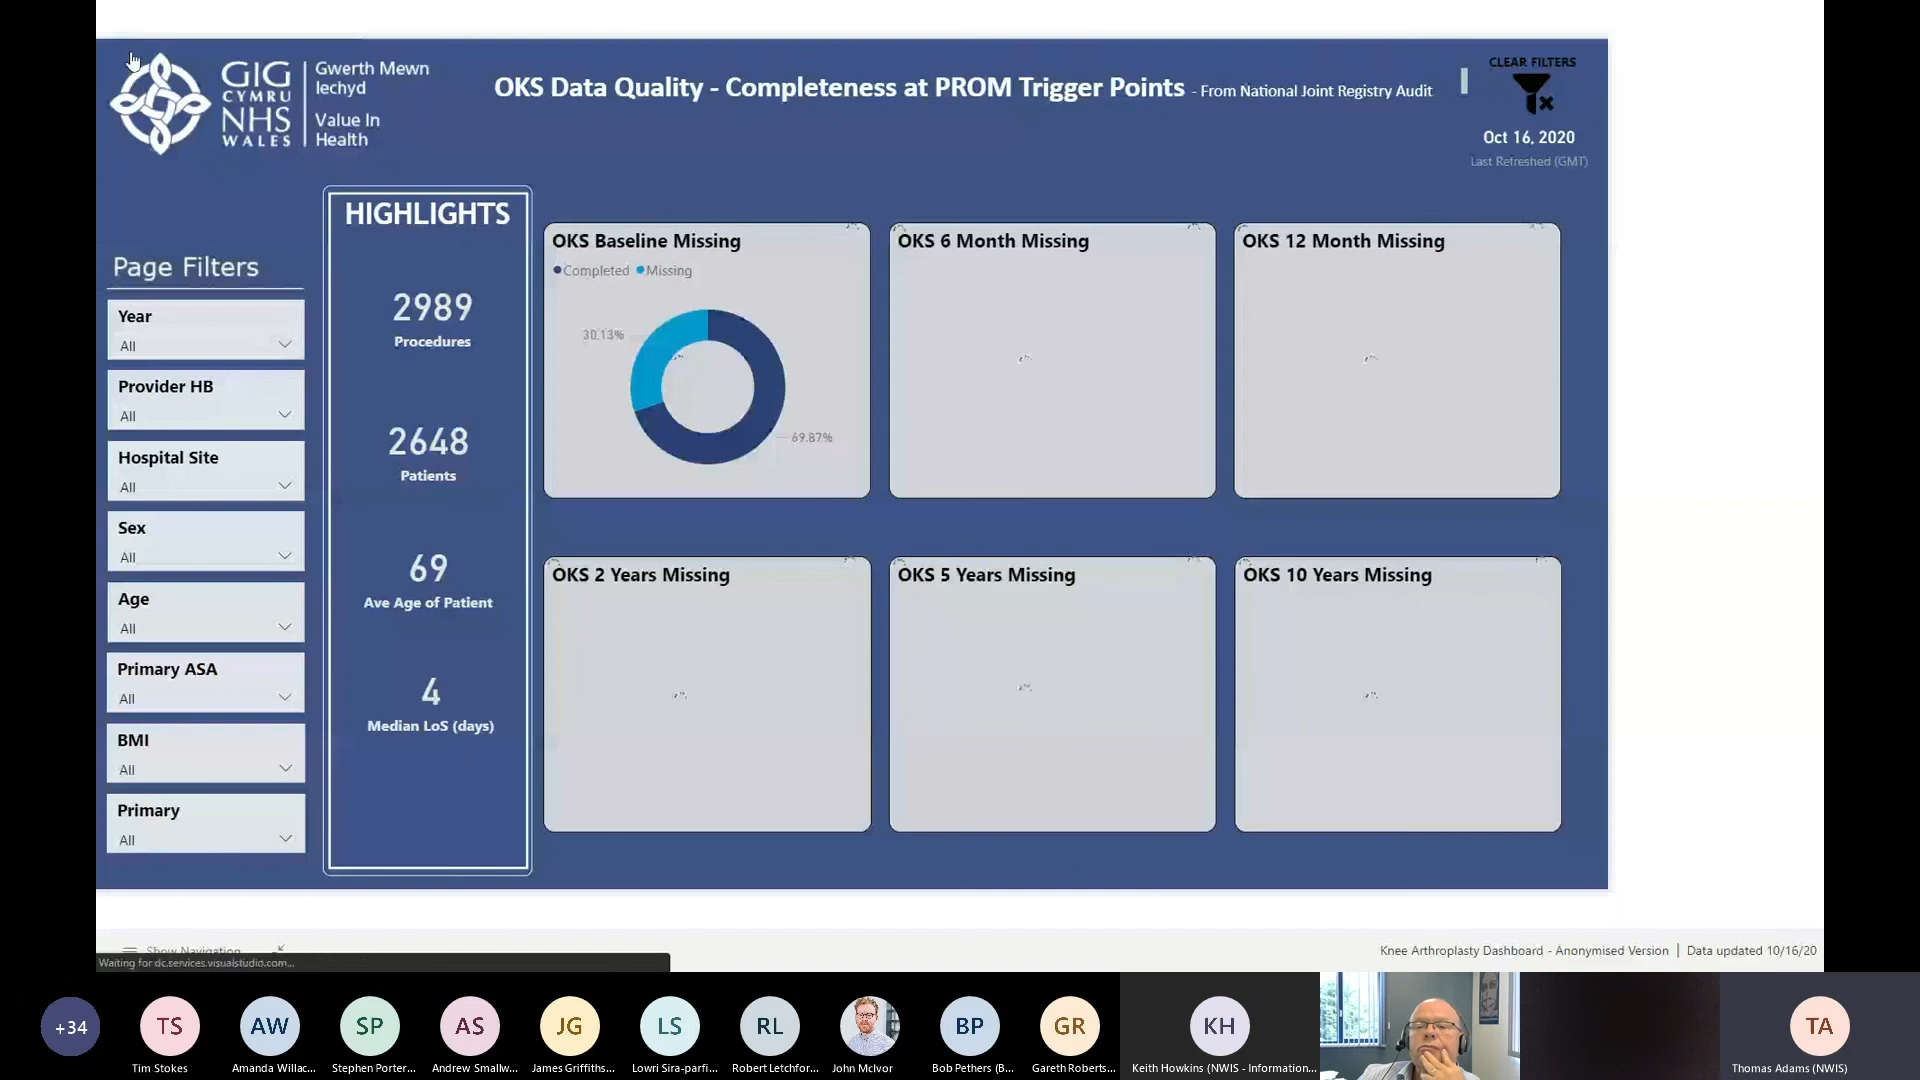 GIG
CYMRU
NHS
WALES
Gwerth Mewn
Iechyd
Value In
Health
OKS Data Quality - Completeness at PROM Trigger Points - From National Joint Registry Audit
CLEAR FILTERS
Oct 16, 2020
Last Refreshed (GMT)
Page Filters
Year
All
Provider HB
All
Hospital Site
All
Sex
All
Age
All
Primary ASA
All
BMI
All
Primary
All
HIGHLIGHTS
2989
Procedures
2648
Patients
69
Ave Age of Patient
4
Median LoS (days)
OKS Baseline Missing
Completed Missing
30.13%
69.87%
OKS 6 Month Missing
OKS 12 Month Missing
OKS 2 Years Missing
OKS 5 Years Missing
OKS 10 Years Missing
Show Navigation
Waiting for dc.services.visualstudio.com...
Knee Arthroplasty Dashboard - Anonymised Version | Data updated 10/16/20
+34
TS
AW
SP
AS
JG
LS
RL
BP
GR
KH
TA
Tim Stokes
Amanda Willac...
Stephen Porter...
Andrew Smallw...
James Griffiths...
Lowri Sira-parfi...
Robert Letchfor...
John McIvor
Bob Pethers (B...
Gareth Roberts...
Keith Howkins (NWIS - Information...
Thomas Adams (NWIS)